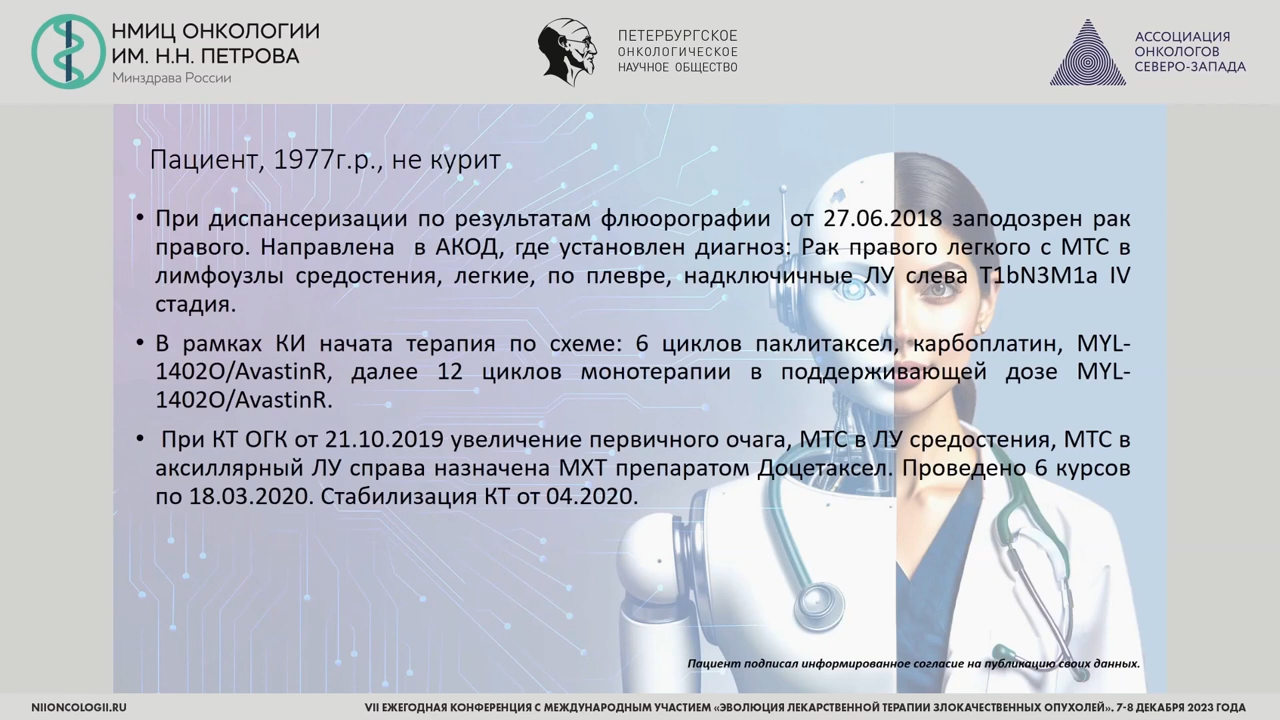 НМИЦ ОНКОЛОГИИ
ИМ. Н.Н. ПЕТРОВА
Минздрава России
ПЕТЕРБУРГСКОЕ
ОНКОЛОГИЧЕСКОЕ
НАУЧНОЕ ОБЩЕСТВО
АССОЦИАЦИЯ
ОНКОЛОГОВ
СЕВЕРО-ЗАПАДА
Пациент, 1977г.р., не курит
• При диспансеризации по результатам флюорографии от 27.06.2018 заподозрен рак
правого. Направлена в АКОД, где установлен диагноз: Рак правого легкого с МТС в
лимфоузлы средостения, легкие, по плевре, надключичные ЛУ слева T1bN3M1a IV
стадия.
• В рамках КИ начата терапия по схеме: 6 циклов паклитаксел, карбоплатин, MYL-
1402O/AvastinR, далее 12 циклов монотерапии в поддерживающей дозе MYL-
1402O/AvastinR.
• При КТ ОГК от 21.10.2019 увеличение первичного очага, МТС в ЛУ средостения, МТС в
аксиллярный ЛУ справа назначена МХТ препаратом Доцетаксел. Проведено 6 курсов
по 18.03.2020. Стабилизация КТ от 04.2020.
Пациент подписал информированное согласие на публикацию своих данных.
NIIONCOLOGII.RU
VII ЕЖЕГОДНАЯ КОНФЕРЕНЦИЯ С МЕЖДУНАРОДНЫМ УЧАСТИЕМ «ЭВОЛЮЦИЯ ЛЕКАРСТВЕННОЙ ТЕРАПИИ ЗЛОКАЧЕСТВЕННЫХ ОПУХОЛЕЙ». 7-8 ДЕКАБРЯ 2023 ГОДА